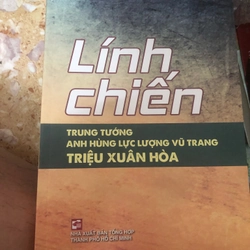 Lính
chiến
TRUNG TƯỚNG
ANH HÙNG LỰC LƯỢNG VŨ TRANG
TRIỆU XUÂN HÒA
NHÀ XUẤT BẢN TỔNG HỢP
THÀNH PHỐ HỒ CHÍ MINH